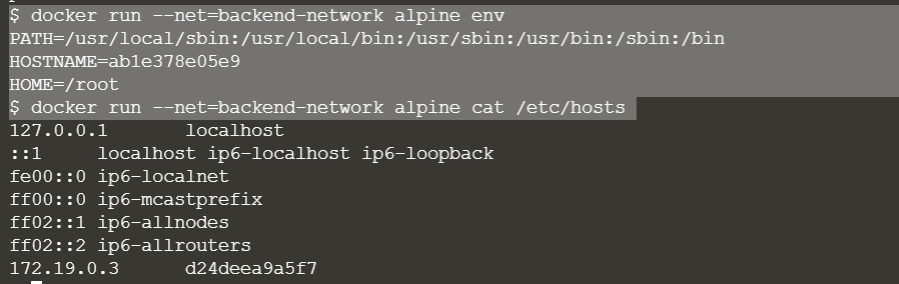 $ docker run --net=backend-network alpine env
PATH=/usr/local/sbin:/usr/local/bin:/usr/sbin:/usr/bin:/sbin:/bin
HOSTNAME=ab1e378e05e9
HOME=/root
$ docker run --net=backend-network alpine cat /etc/hosts
127.0.0.1       localhost
::1     localhost ip6-localhost ip6-loopback
fe00::0 ip6-localnet
ff00::0 ip6-mcastprefix
ff02::1 ip6-allnodes
ff02::2 ip6-allrouters
172.19.0.3      d24deea9a5f7